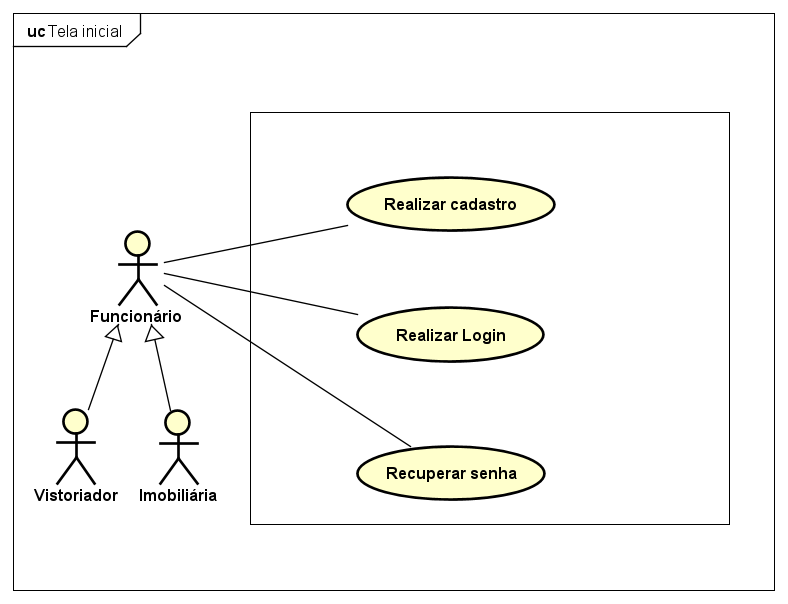 uc Tela inicial
Realizar cadastro
Funcionário
Realizar Login
Recuperar senha
Vistoriador
Imobiliária